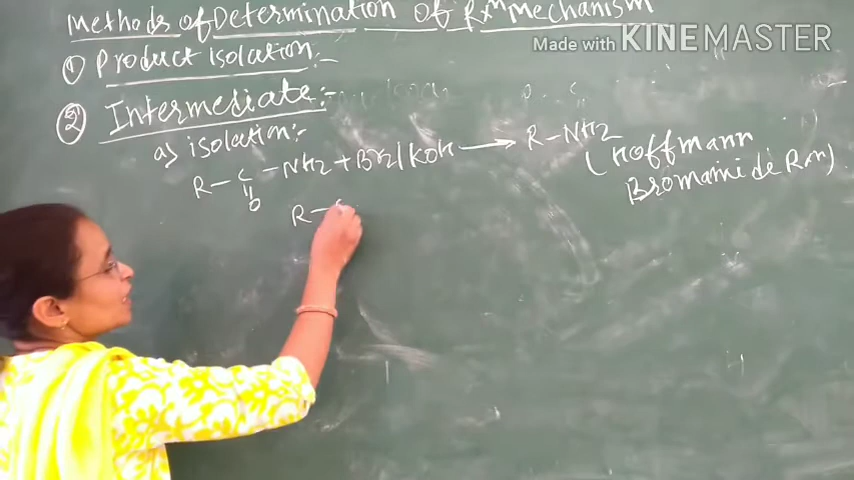 Methods of Determination of Rxⁿ Mechanism
Made with KINEMASTER
① Product isolation :-
② Intermediate :-
a) isolation :-
R - C - NH2 + Br2 / KOH → R - NH2
|| 
O
(Hoffmann
Bromamide Rxn)
R - C